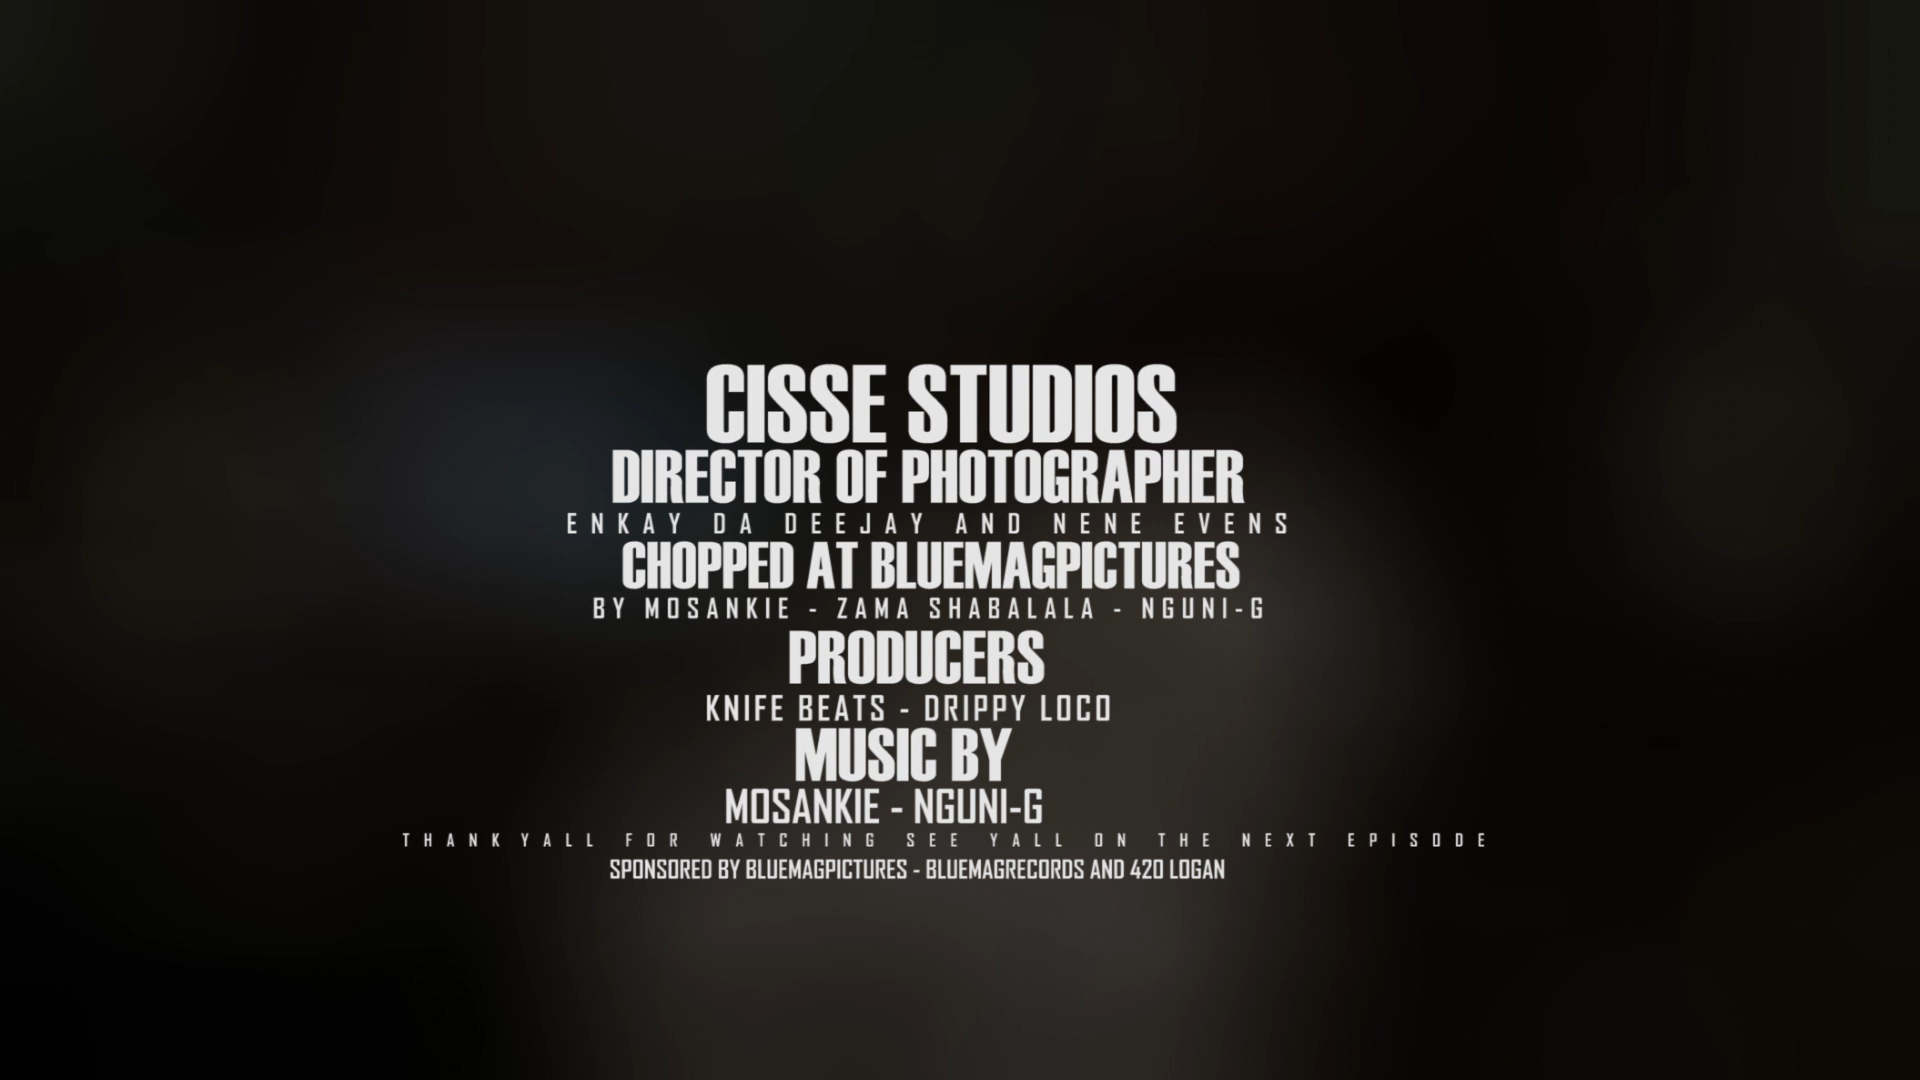 CISSE STUDIOS
DIRECTOR OF PHOTOGRAPHER
ENKAY DA DEEJAY AND NENE EVENS
CHOPPED AT BLUEMAGPICTURES
BY MOSANKIE - ZAMA SHABALALA - NGUNI-G
PRODUCERS
KNIFE BEATS - DRIPPY LOCO
MUSIC BY
MOSANKIE - NGUNI-G
THANK YALL FOR WATCHING SEE YALL ON THE NEXT EPISODE
SPONSORED BY BLUEMAGPICTURES - BLUEMAGRECORDS AND 420 LOGAN